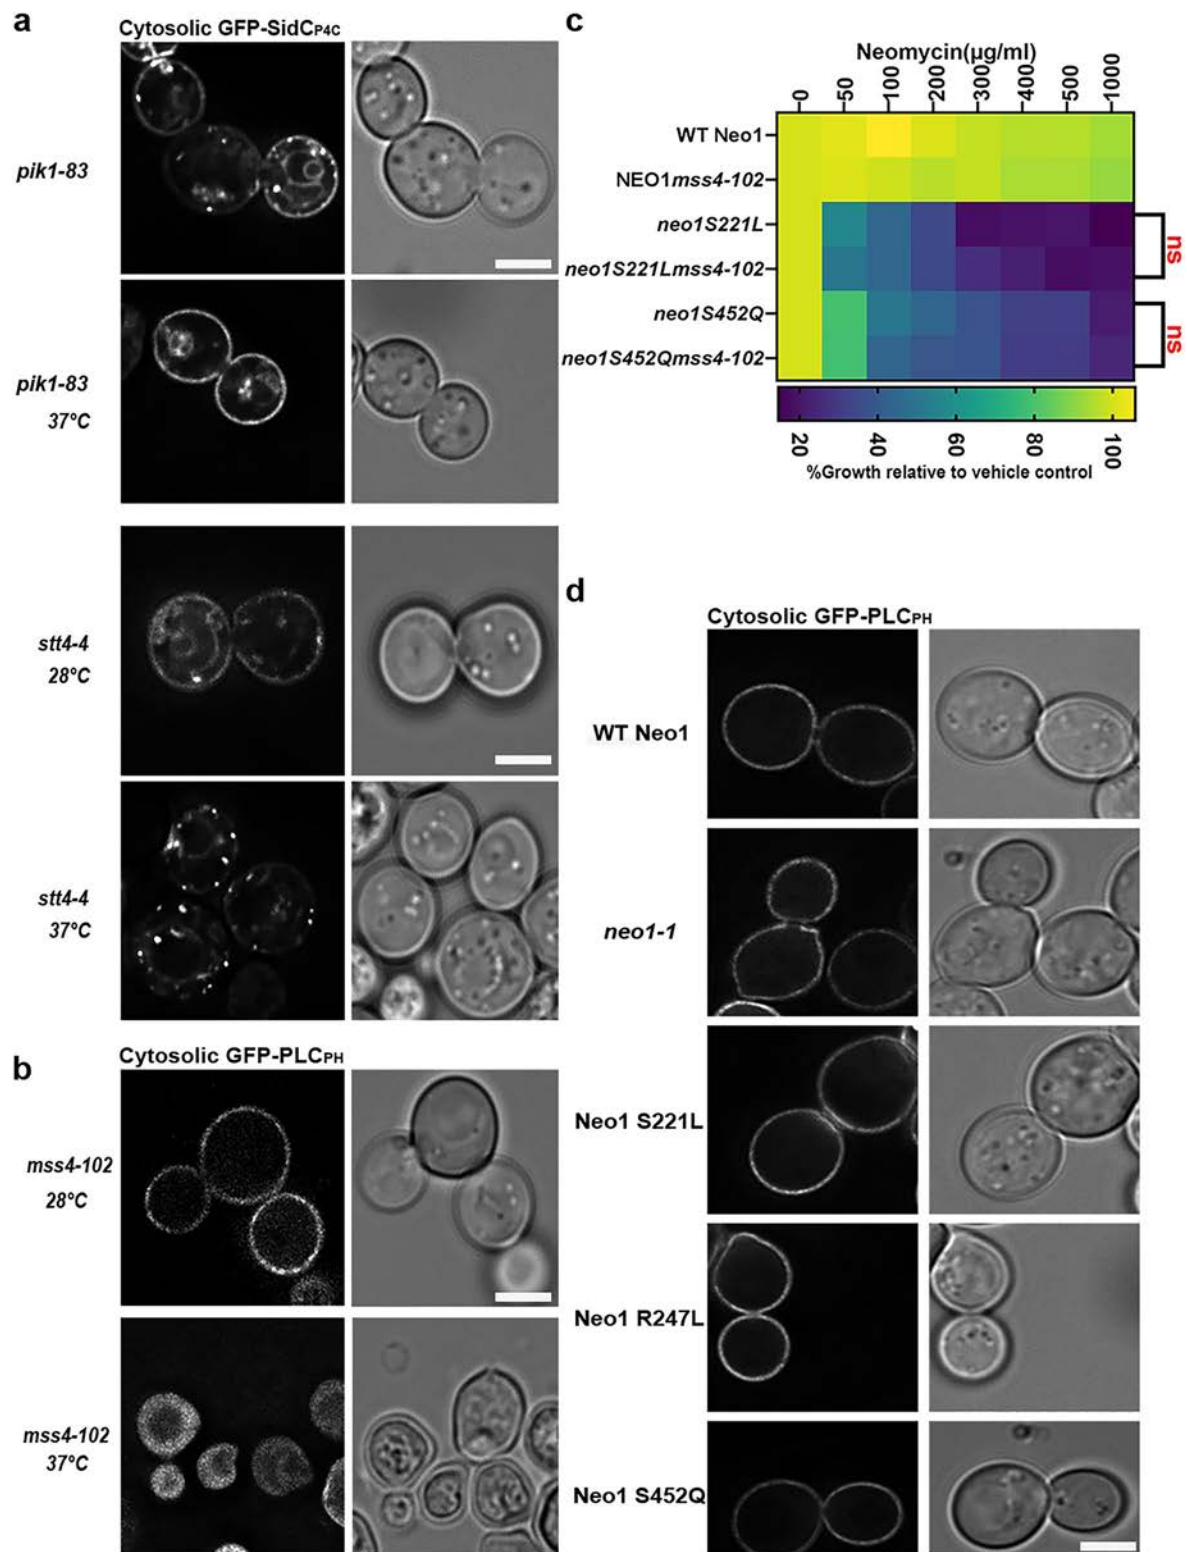 a
Cytosolic GFP-SidCP4C
pik1-83
pik1-83
37°C
stt4-4
28°C
stt4-4
37°C
b
Cytosolic GFP-PLCPH
mss4-102
28°C
mss4-102
37°C
c
Neomycin(µg/ml)
0 50 100 200 300 400 500 1000
WT Neo1
NEO1mss4-102
neo1S221L
neo1S221Lmss4-102
neo1S452Q
neo1S452Qmss4-102
ns
ns
20 40 60 80 100
%Growth relative to vehicle control
d
Cytosolic GFP-PLCPH
WT Neo1
neo1-1
Neo1 S221L
Neo1 R247L
Neo1 S452Q